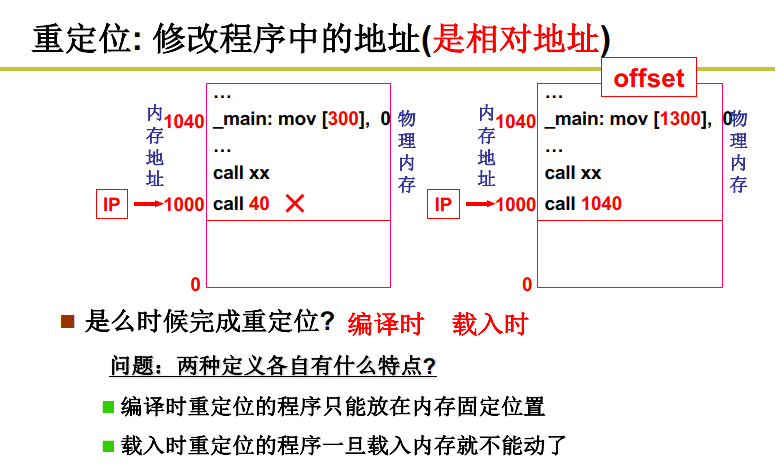 重定位: 修改程序中的地址(是相对地址)
offset
内存地址
1040
…
_main: mov [300], 0
…
call xx
IP
1000
call 40
0
物理内存
内存地址
1040
…
_main: mov [1300], 0
…
call xx
IP
1000
call 1040
0
物理内存
是么时候完成重定位? 编译时 载入时
问题：两种定义各自有什么特点?
编译时重定位的程序只能放在内存固定位置
载入时重定位的程序一旦载入内存就不能动了